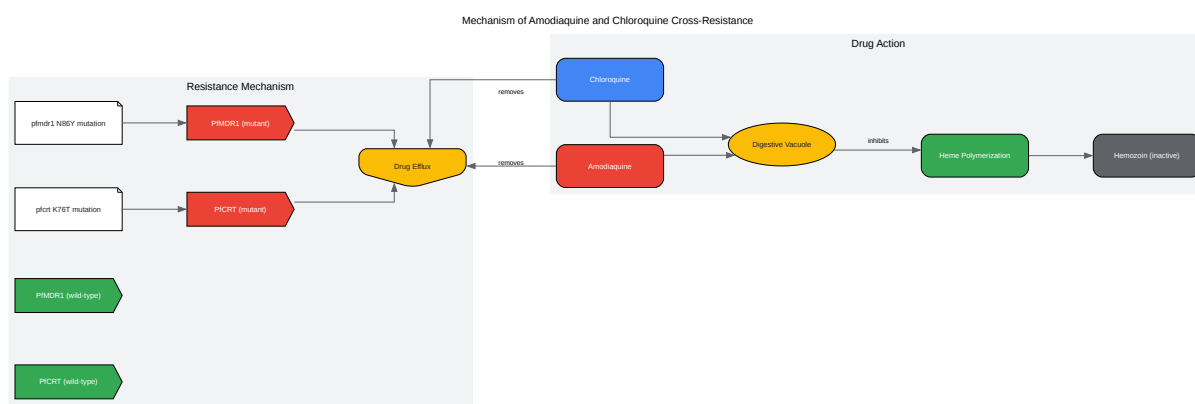 Mechanism of Amodiaquine and Chloroquine Cross-Resistance
Drug Action
Resistance Mechanism
Chloroquine
removes
pfmdr1 N86Y mutation
PfMDR1 (mutant)
Drug Efflux
removes
Amodiaquine
Digestive Vacuole
inhibits
Heme Polymerization
Hemozoin (inactive)
pfcrt K76T mutation
PfCRT (mutant)
PfMDR1 (wild-type)
PfCRT (wild-type)